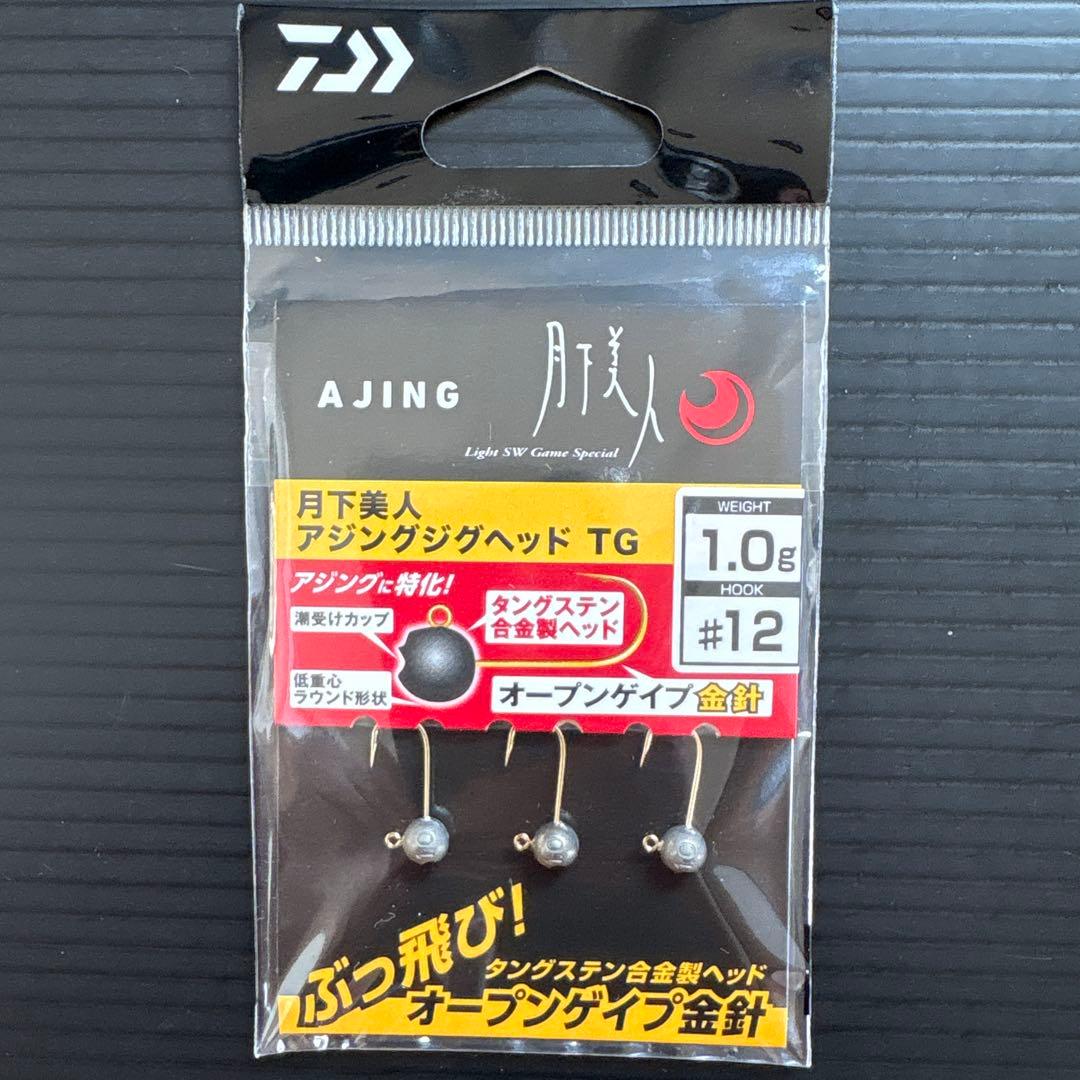 AJING
月下美人
Light SW Game Special
月下美人
アジングジグヘッド TG
WEIGHT
1.0g
HOOK
#12
アジングに特化!
潮受けカップ
タングステン
合金製ヘッド
低重心
ラウンド形状
オープンゲイプ金針
ぶっ飛び!
タングステン合金製ヘッド
オープンゲイプ金針